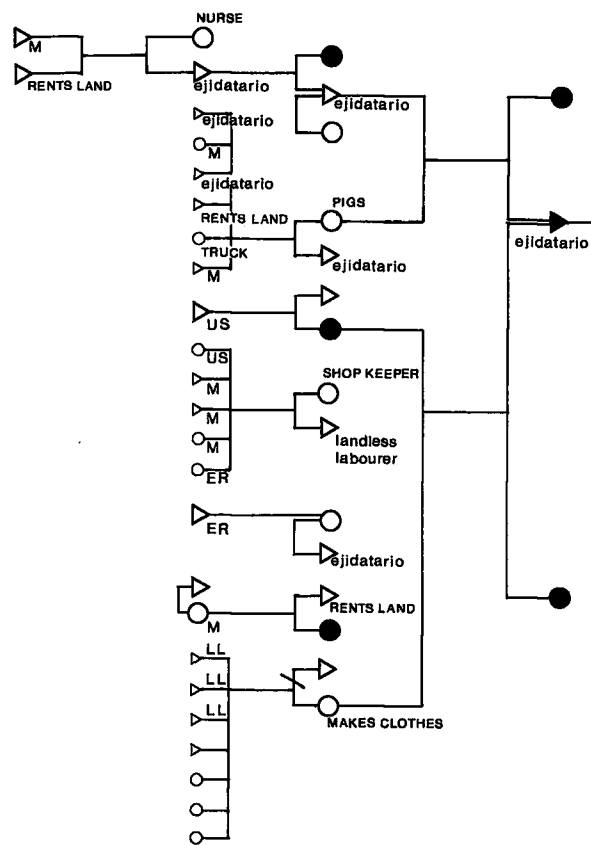 NURSE
M
RENTS LAND
ejidatario
ejidatario
ejidatario
M
ejidatario
PIGS
RENTS LAND
ejidatario
TRUCK
ejidatario
M
US
US
SHOP KEEPER
M
M
landless
labourer
M
ER
ER
ejidatario
RENTS LAND
M
LL
LL
LL
MAKES CLOTHES